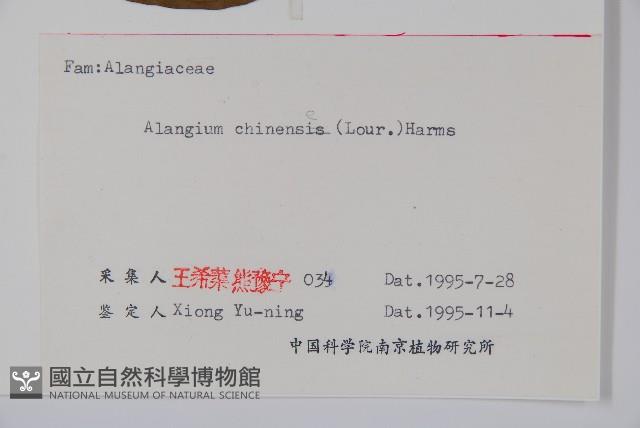 Fam:Alangiaceae
Alangium chinense (Lour.)Harms
采集人 王希蕖 熊豫宁 034 Dat.1995-7-28
鉴定人 Xiong Yu-ning Dat.1995-11-4
中国科学院南京植物研究所
國立自然科學博物館
NATIONAL MUSEUM OF NATURAL SCIENCE